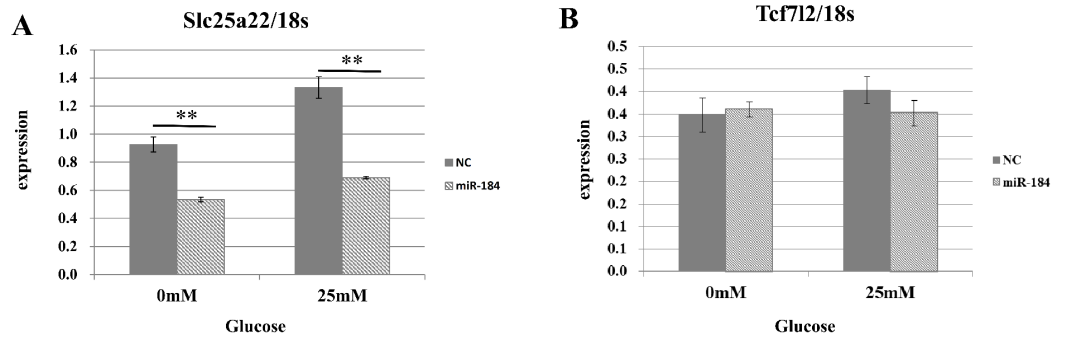 A
Slc25a22/18s
expression
1.6
1.4
1.2
1.0
0.8
0.6
0.4
0.2
0.0
**
**
0mM
25mM
Glucose
NC
miR-184
B
Tcf7l2/18s
expression
0.5
0.5
0.4
0.4
0.3
0.3
0.2
0.2
0.1
0.1
0.0
0mM
25mM
Glucose
NC
miR-184